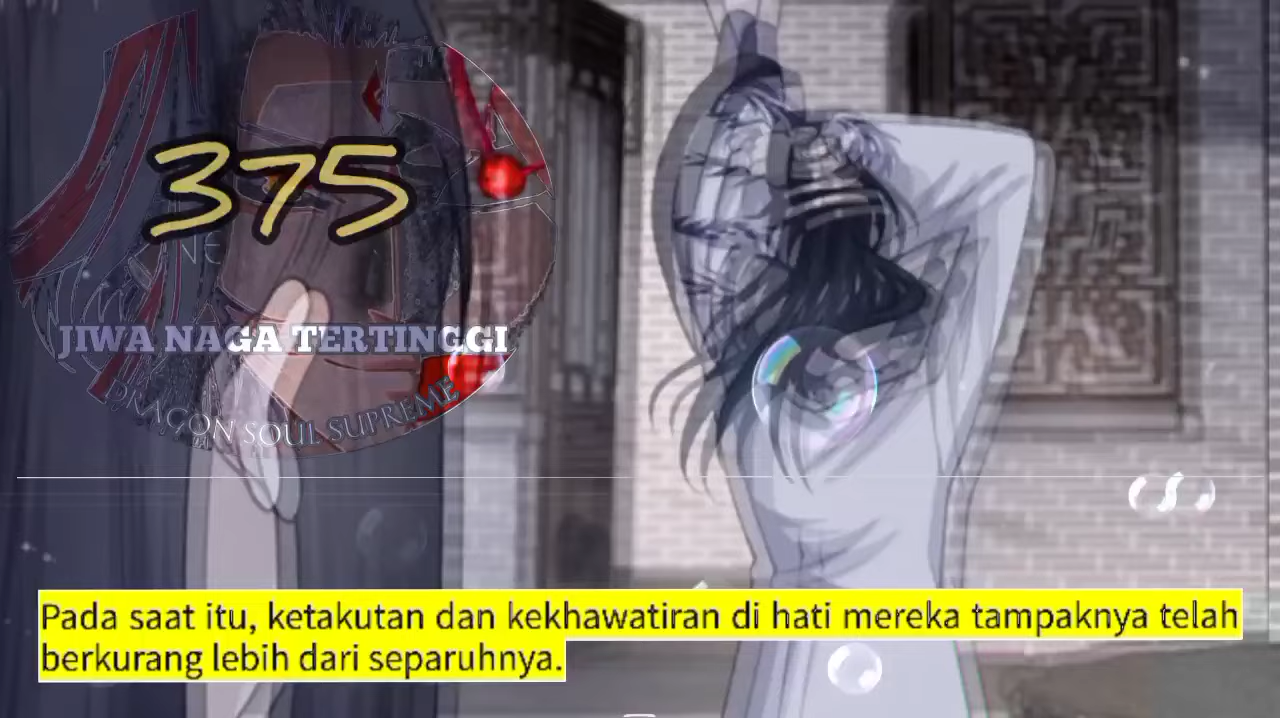 375
JIWA NAGA TERTINGGI
DRAGON SOUL SUPREME
Pada saat itu, ketakutan dan kekhawatiran di hati mereka tampaknya telah
berkurang lebih dari separuhnya.